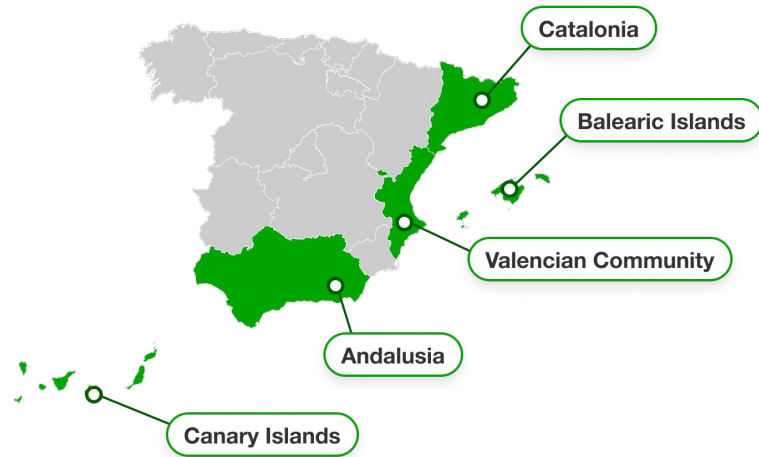 Catalonia
Balearic Islands
Valencian Community
Andalusia
Canary Islands